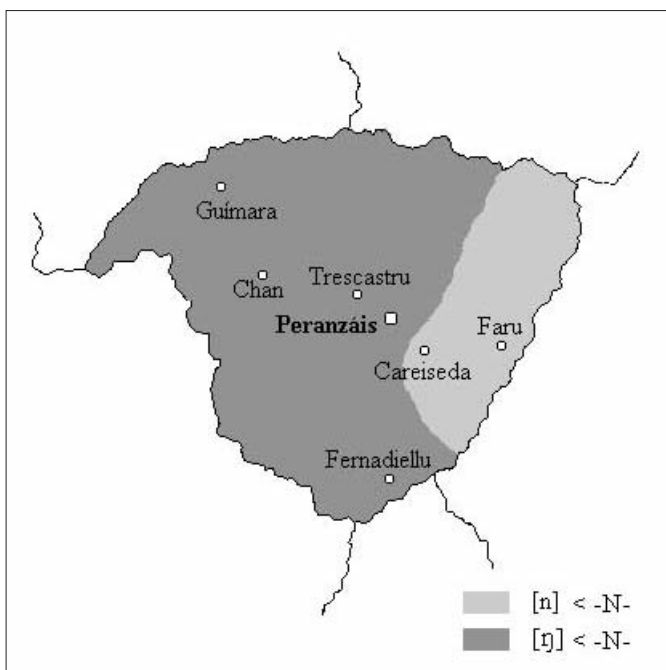 Guímara
Chan
Trescastru
Peranzáis
Faru
Careiseda
Fernadiellu
[n] < -N-
[ŋ] < -N-